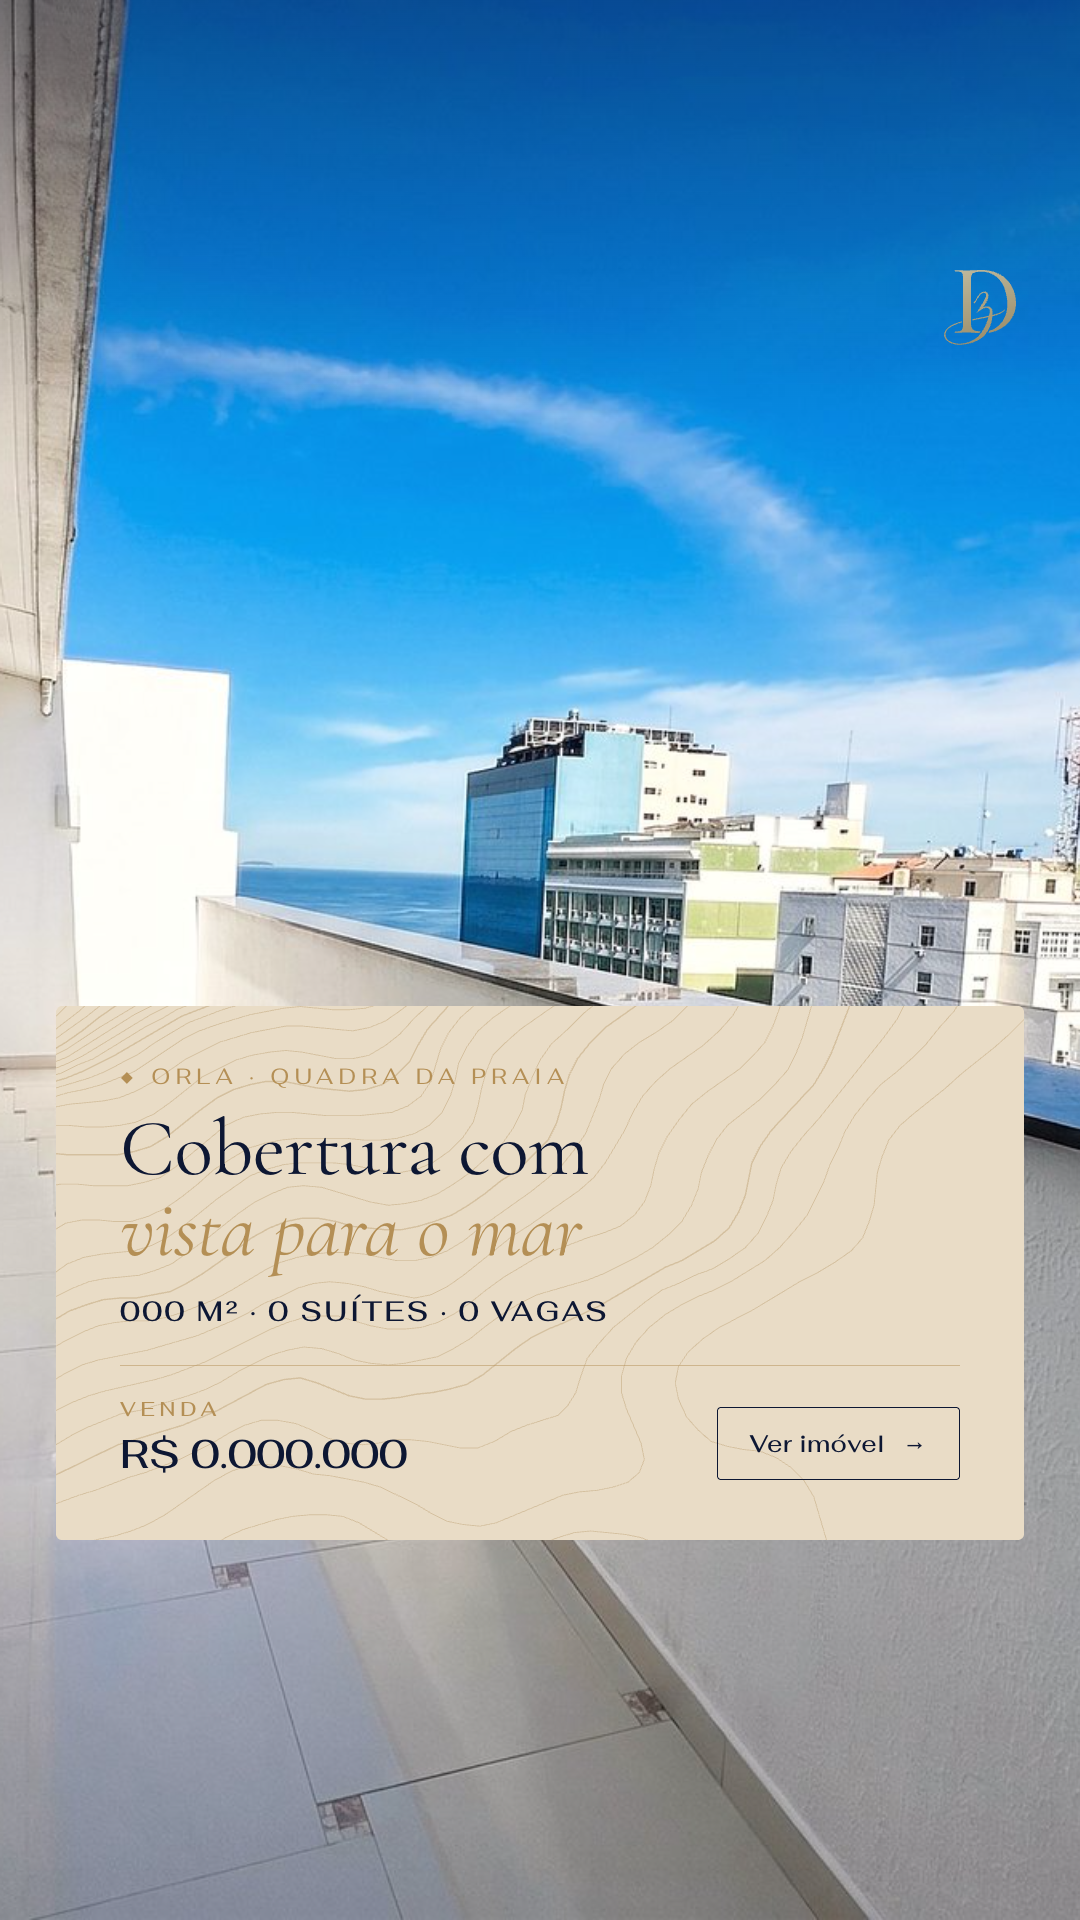 ◆ ORLA · QUADRA DA PRAIA
Cobertura com
vista para o mar
000 M² · 0 SUÍTES · 0 VAGAS
VENDA
R$ 0.000.000
Ver imóvel →